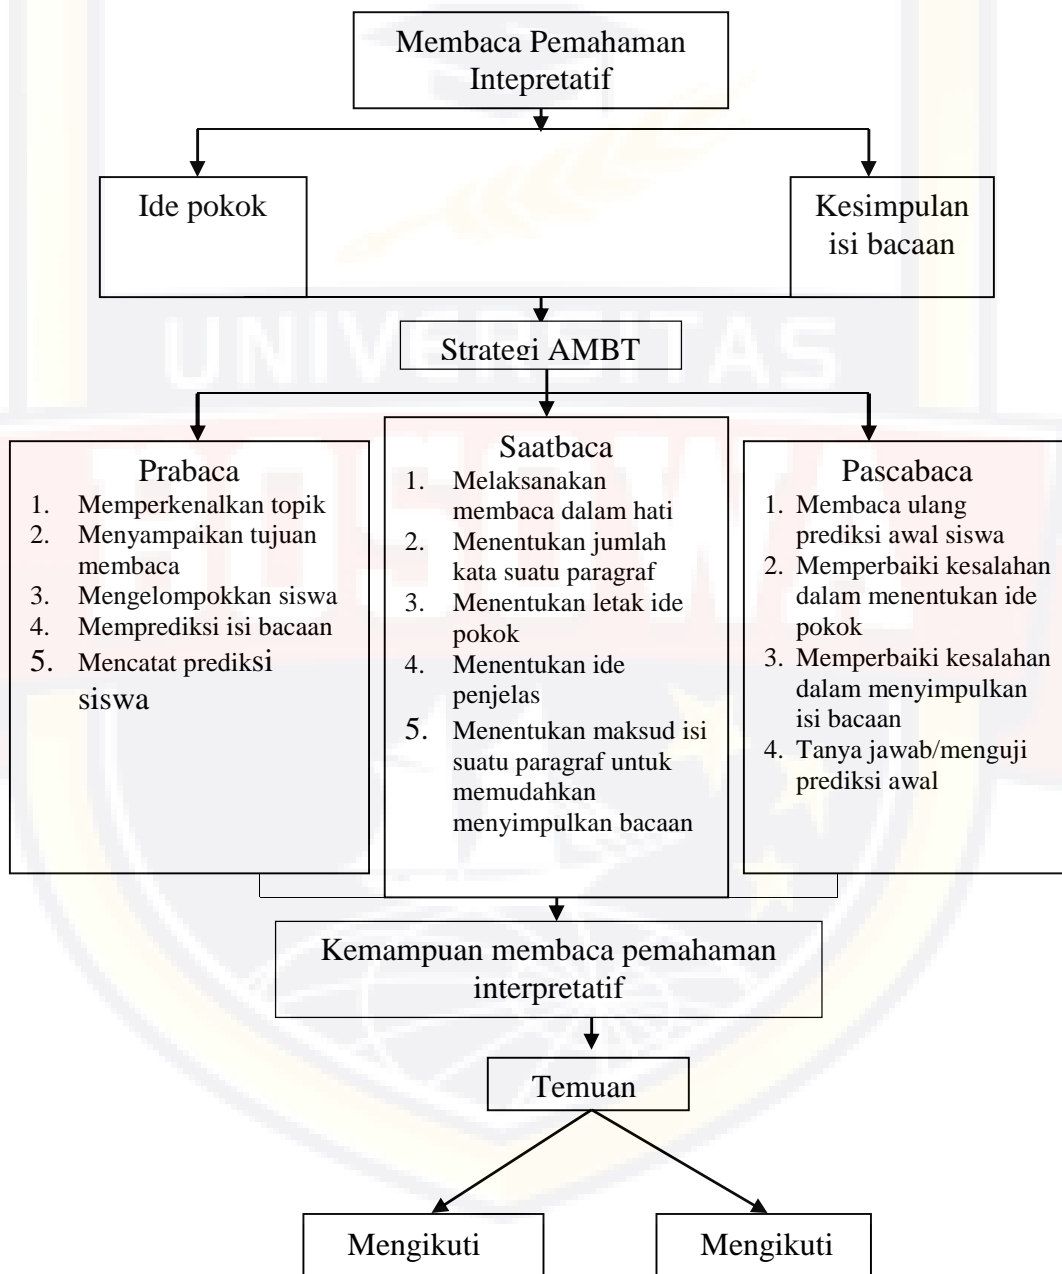 Membaca Pemahaman
Intepretatif
Ide pokok
Kesimpulan
isi bacaan
UNIVERSITAS
Strategi AMBT
BOSOWA
Prabaca
1. Memperkenalkan topik
2. Menyampaikan tujuan
membaca
3. Mengelompokkan siswa
4. Memprediksi isi bacaan
5. Mencatat prediksi
siswa
Saatbaca
1. Melaksanakan
membaca dalam hati
2. Menentukan jumlah
kata suatu paragraf
3. Menentukan letak ide
pokok
4. Menentukan ide
penjelas
5. Menentukan maksud isi
suatu paragraf untuk
memudahkan
menyimpulkan bacaan
Pascabaca
1. Membaca ulang
prediksi awal siswa
2. Memperbaiki kesalahan
dalam menentukan ide
pokok
3. Memperbaiki kesalahan
dalam menyimpulkan
isi bacaan
4. Tanya jawab/menguji
prediksi awal
Kemampuan membaca pemahaman
interpretatif
Temuan
Mengikuti
Mengikuti